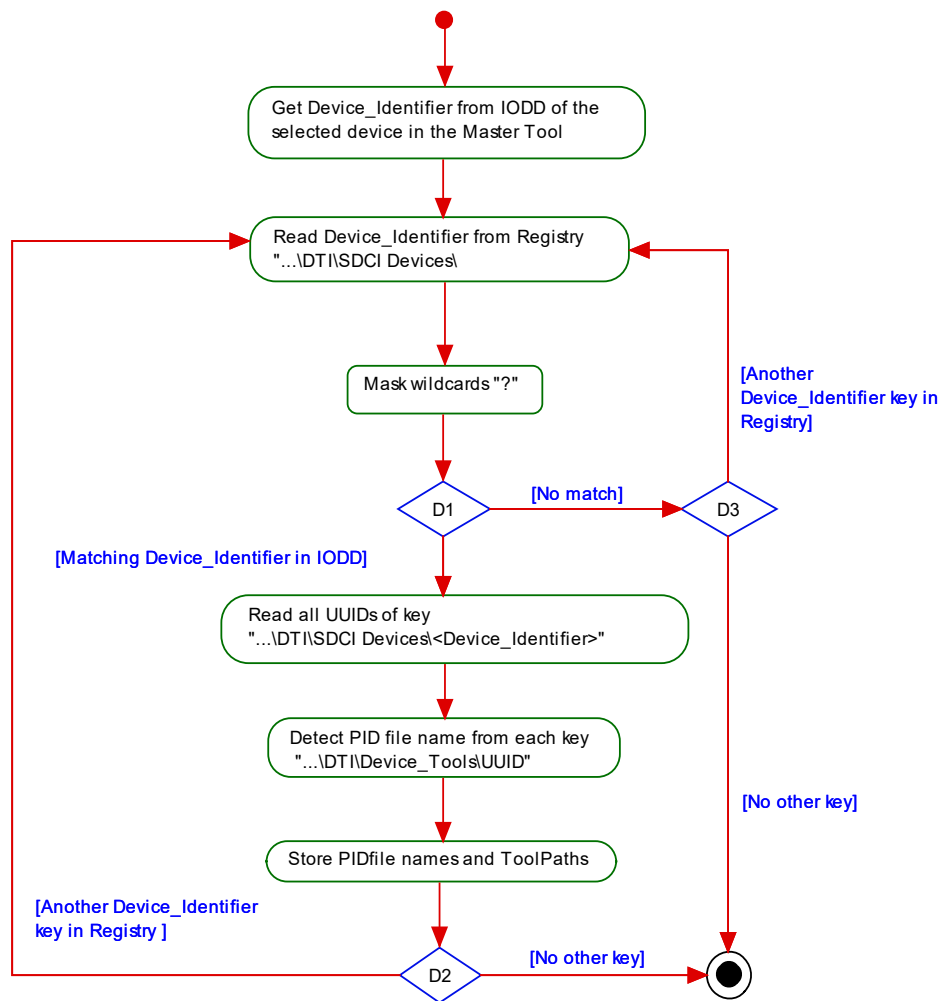 Get Device_Identifier from IODD of the
selected device in the Master Tool
Read Device_Identifier from Registry
"...\DTI\SDCI Devices\
Mask wildcards "?"
[Another
Device_Identifier key in
Registry]
D1
[No match]
D3
[Matching Device_Identifier in IODD]
Read all UUIDs of key
"...\DTI\SDCI Devices\<Device_Identifier>"
Detect PID file name from each key
"...\DTI\Device_Tools\UUID"
[No other key]
Store PIDfile names and ToolPaths
[Another Device_Identifier
key in Registry ]
D2
[No other key]